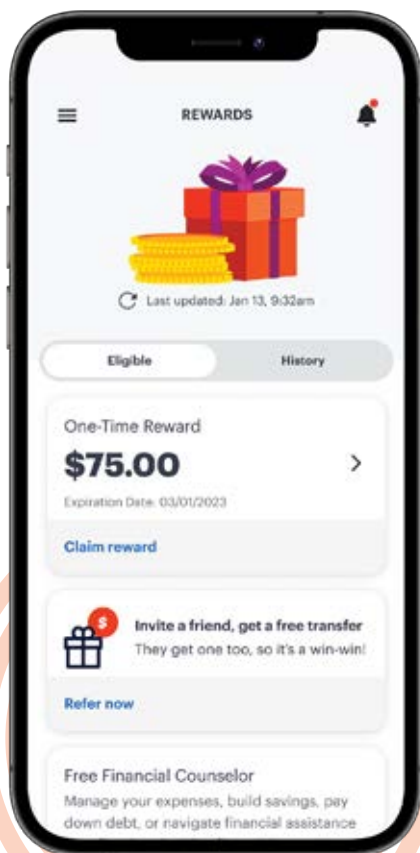 REWARDS
Last updated: Jan 13, 9:32am
Eligible
History
One-Time Reward
$75.00
Expiration Date: 03/01/2023
Claim reward
$
Invite a friend, get a free transfer
They get one too, so it's a win-win!
Refer now
Free Financial Counselor
Manage your expenses, build savings, pay
down debt, or navigate financial assistance